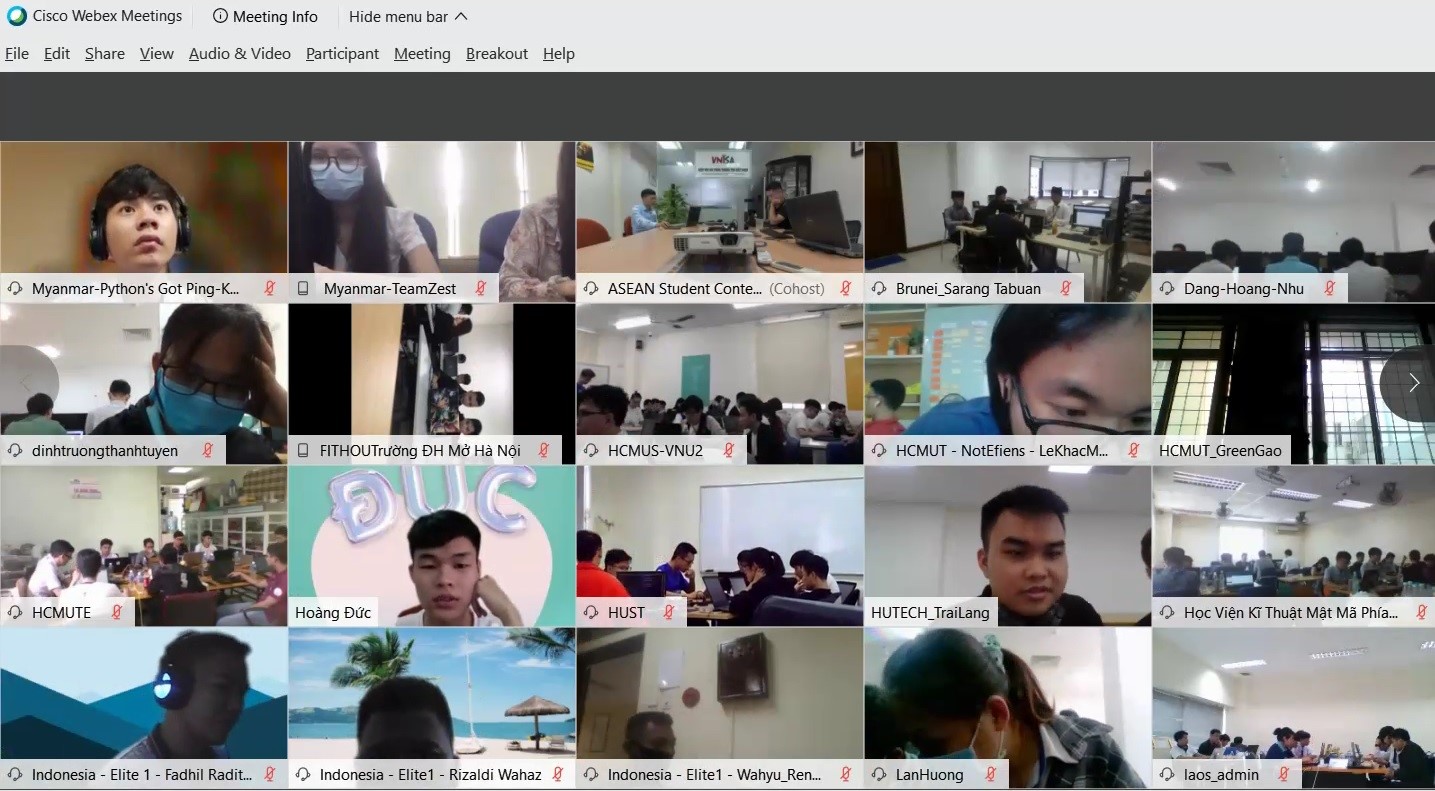 Cisco Webex Meetings Meeting Info Hide menu bar
File Edit Share View Audio & Video Participant Meeting Breakout Help
VNISA
Myanmar-Python's Got Ping-K...
Myanmar-TeamZest
ASEAN Student Conte... (Cohost)
Brunei_Sarang Tabuan
Dang-Hoang-Nhu
dinhtruongthanhtuyen
FITHOUTrường ĐH Mở Hà Nội
HCMUS-VNU2
HCMUT - NotEfiens - LeKhacM...
HCMUT_GreenGao
ĐỨC
HCMUTE
Hoàng Đức
HUST
HUTECH_TraiLang
Học Viện Kĩ Thuật Mật Mã Phía...
Indonesia - Elite 1 - Fadhil Radit...
Indonesia - Elite1 - Rizaldi Wahaz
Indonesia - Elite1 - Wahyu_Ren...
LanHuong
laos_admin